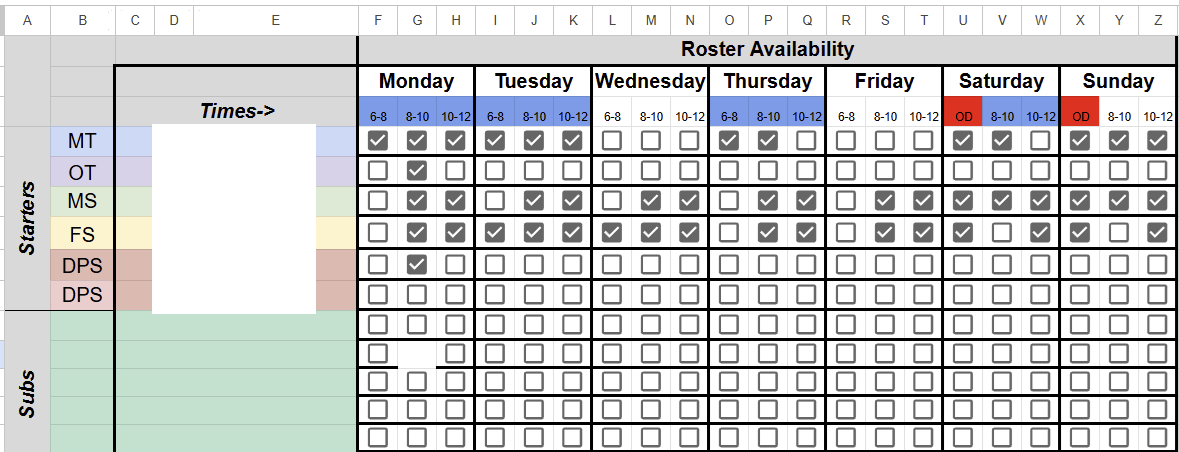 A B C D E F G H I J K L M N O P Q R S T U V W X Y Z
Roster Availability
Monday Tuesday Wednesday Thursday Friday Saturday Sunday
Times-> 6-8 8-10 10-12 6-8 8-10 10-12 6-8 8-10 10-12 6-8 8-10 10-12 6-8 8-10 10-12 OD 8-10 10-12 OD 8-10 10-12
Starters
MT
OT
MS
FS
DPS
DPS
Subs